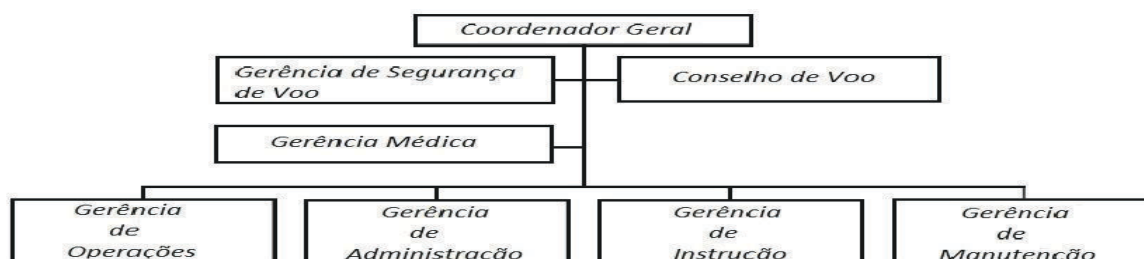 Coordenador Geral
Gerência de Segurança
de Voo
Conselho de Voo
Gerência Médica
Gerência
de
Operações
Gerência
de
Administração
Gerência
de
Instrução
Gerência
de
Manutenção